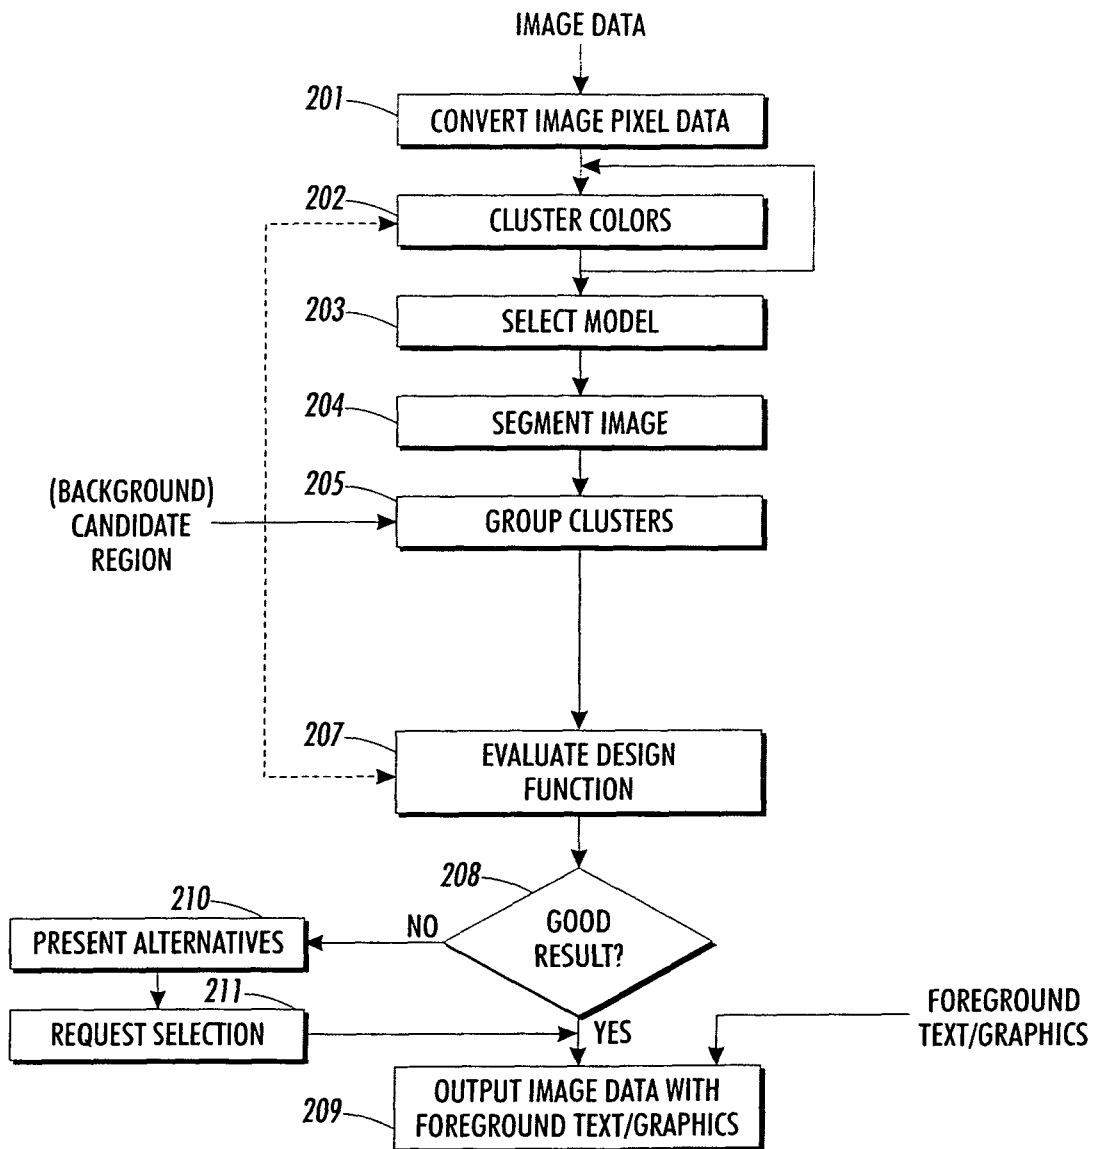 IMAGE DATA
201
CONVERT IMAGE PIXEL DATA
202
CLUSTER COLORS
203
SELECT MODEL
204
SEGMENT IMAGE
(BACKGROUND)
CANDIDATE
REGION
205
GROUP CLUSTERS
207
EVALUATE DESIGN
FUNCTION
208
GOOD
RESULT?
NO
210
PRESENT ALTERNATIVES
211
REQUEST SELECTION
YES
FOREGROUND
TEXT/GRAPHICS
209
OUTPUT IMAGE DATA WITH
FOREGROUND TEXT/GRAPHICS